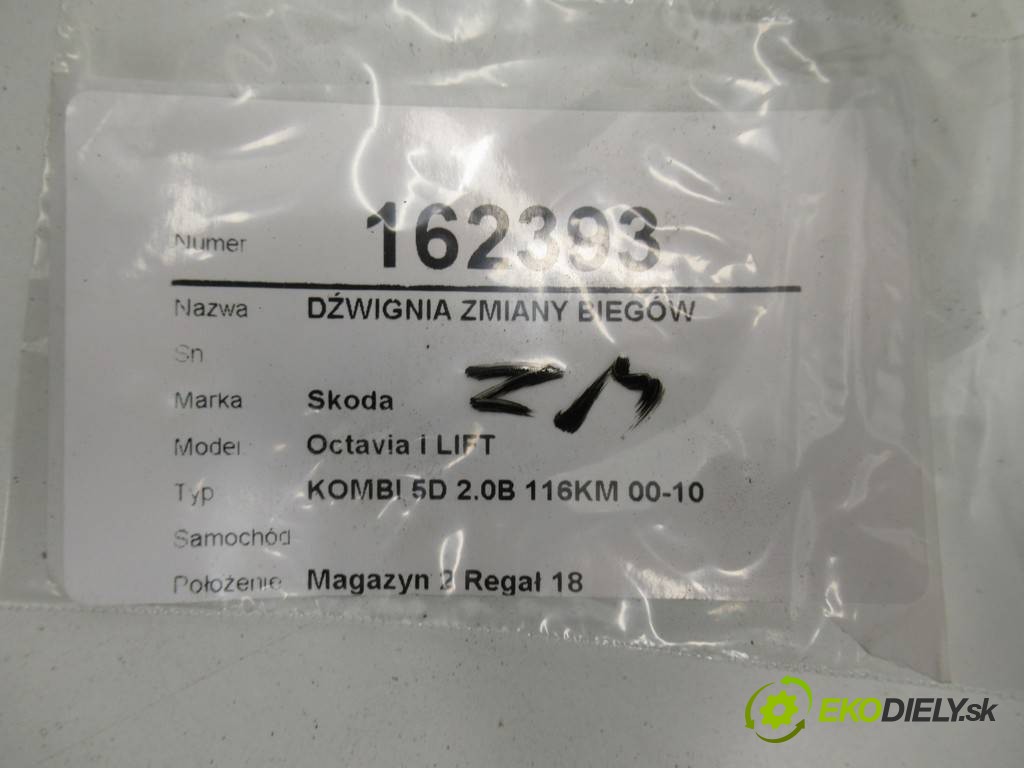 Numer 162393
Nazwa DŹWIGNIA ZMIANY BIEGÓW
Sn
ZM
Marka Skoda
Model Octavia i LIFT
Typ KOMBI 5D 2.0B 116KM 00-10
Samochód
Położenie Magazyn 2 Regał 18
EKODIELY.sk